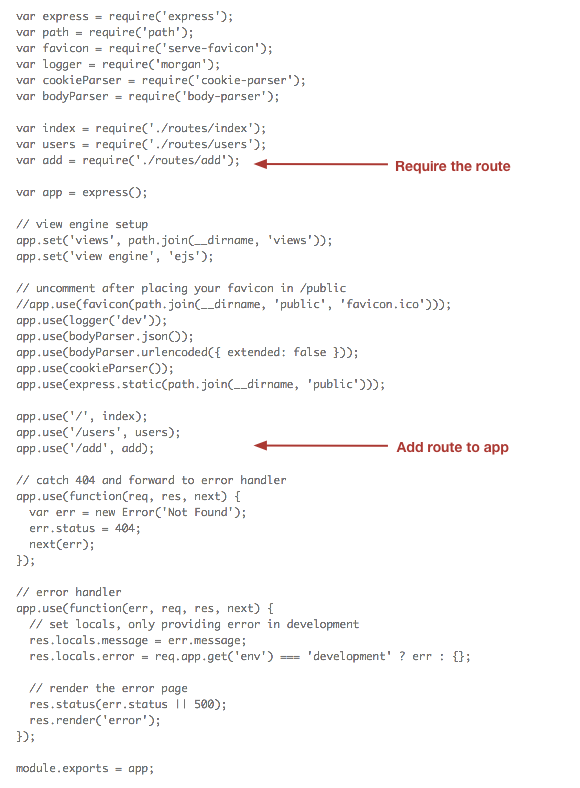 var express = require('express');
var path = require('path');
var favicon = require('serve-favicon');
var logger = require('morgan');
var cookieParser = require('cookie-parser');
var bodyParser = require('body-parser');
var index = require('./routes/index');
var users = require('./routes/users');
var add = require('./routes/add');
Require the route
var app = express();
// view engine setup
app.set('views', path.join(__dirname, 'views'));
app.set('view engine', 'ejs');
// uncomment after placing your favicon in /public
//app.use(favicon(path.join(__dirname, 'public', 'favicon.ico')));
app.use(logger('dev'));
app.use(bodyParser.json());
app.use(bodyParser.urlencoded({ extended: false }));
app.use(cookieParser());
app.use(express.static(path.join(__dirname, 'public')));
app.use('/', index);
app.use('/users', users);
app.use('/add', add);
Add route to app
// catch 404 and forward to error handler
app.use(function(req, res, next) {
  var err = new Error('Not Found');
  err.status = 404;
  next(err);
});
// error handler
app.use(function(err, req, res, next) {
  // set locals, only providing error in development
  res.locals.message = err.message;
  res.locals.error = req.app.get('env') === 'development' ? err : {};
  // render the error page
  res.status(err.status || 500);
  res.render('error');
});
module.exports = app;